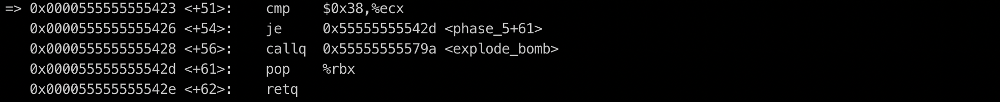 => 0x0000555555555423 <+51>:    cmp    $0x38,%ecx
   0x0000555555555426 <+54>:    je     0x55555555542d <phase_5+61>
   0x0000555555555428 <+56>:    callq  0x55555555579a <explode_bomb>
   0x000055555555542d <+61>:    pop    %rbx
   0x000055555555542e <+62>:    retq